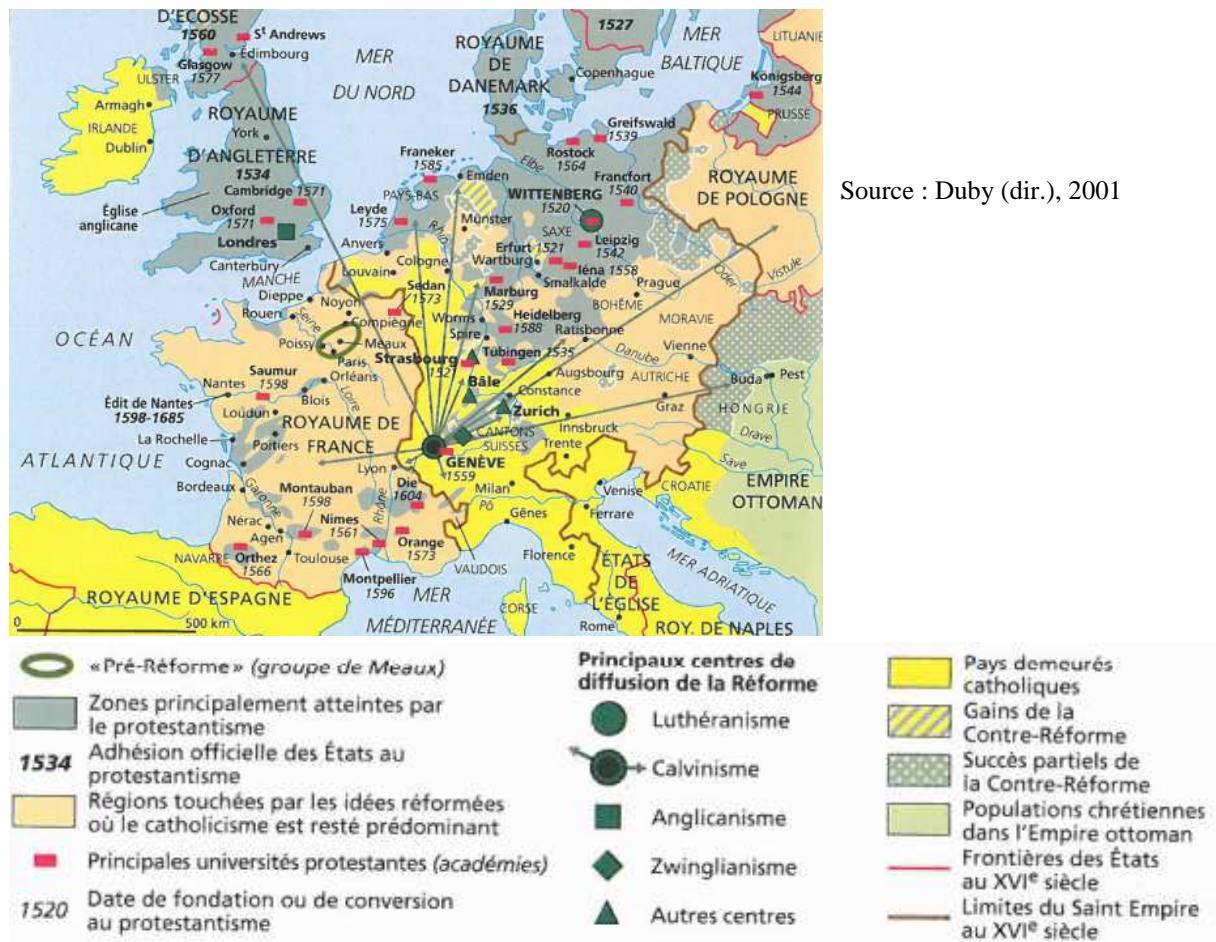 D'ECOSSE
1560
St Andrews
Édimbourg
Glasgow
1577
ULSTER
Armagh
IRLANDE
Dublin
ROYAUME
York
D'ANGLETERRE
1534
Cambridge 1571
Église
anglicane
Oxford
1571
Londres
Canterbury
MANCHE
MER
DU NORD
1527
ROYAUME
DE
DANEMARK
1536
Copenhague
MER
BALTIQUE
LITUANIE
Königsberg
1544
PRUSSE
Greifswald
1539
Rostock
1564
Francfort
1540
Elbe
Franeker
1585
Emden
PAYS-BAS
Leyde
1575
Münster
Rhin
WITTENBERG
1520
SAXE
Leipzig
1542
Erfurt 1521
Wartburg
Iéna 1558
Smalkalde
ROYAUME
DE POLOGNE
Oder
Vistule
Anvers
Cologne
Louvain
Sedan
1573
Marburg
1529
Prague
BOHÊME
MORAVIE
Dieppe
Noyon
Rouen
Seine
Compiègne
Poissy
Meaux
Paris
Worms
Heidelberg
1588
Spire
Ratisbonne
Strasbourg
Tübingen 1535
Danube
Vienne
OCÉAN
ATLANTIQUE
Saumur
1598
Nantes
Orléans
Blois
Loire
Édit de Nantes
1598-1685
Loudun
ROYAUME DE
FRANCE
Poitiers
La Rochelle
Cognac
Bordeaux
Garonne
Bâle
Augsbourg
AUTRICHE
Constance
Zurich
CANTONS
SUISSES
Innsbruck
Trente
Graz
Buda
Pest
HONGRIE
Drave
Save
CROATIE
EMPIRE
OTTOMAN
GENÈVE
1559
Lyon
Die
1604
Rhône
Milan
Pô
Gênes
Venise
Ferrare
Florence
Montauban
1598
Nîmes
1561
Orange
1573
Nérac
Agen
NAVARRE
Orthez
1566
Toulouse
Montpellier
1596
VAUDOIS
MER
MÉDITERRANÉE
ROYAUME D'ESPAGNE
CORSE
ÉTATS
DE
L'ÉGLISE
Rome
ROY. DE NAPLES
MER ADRIATIQUE
0
500 km
Source : Duby (dir.), 2001
«Pré-Réforme» (groupe de Meaux)
Zones principalement atteintes par
le protestantisme
1534
Adhésion officielle des États au
protestantisme
Régions touchées par les idées réformées
où le catholicisme est resté prédominant
Principales universités protestantes (académies)
1520
Date de fondation ou de conversion
au protestantisme
Principaux centres de
diffusion de la Réforme
Luthéranisme
Calvinisme
Anglicanisme
Zwinglianisme
Autres centres
Pays demeurés
catholiques
Gains de la
Contre-Réforme
Succès partiels de
la Contre-Réforme
Populations chrétiennes
dans l'Empire ottoman
Frontières des États
au XVIe siècle
Limites du Saint Empire
au XVIe siècle